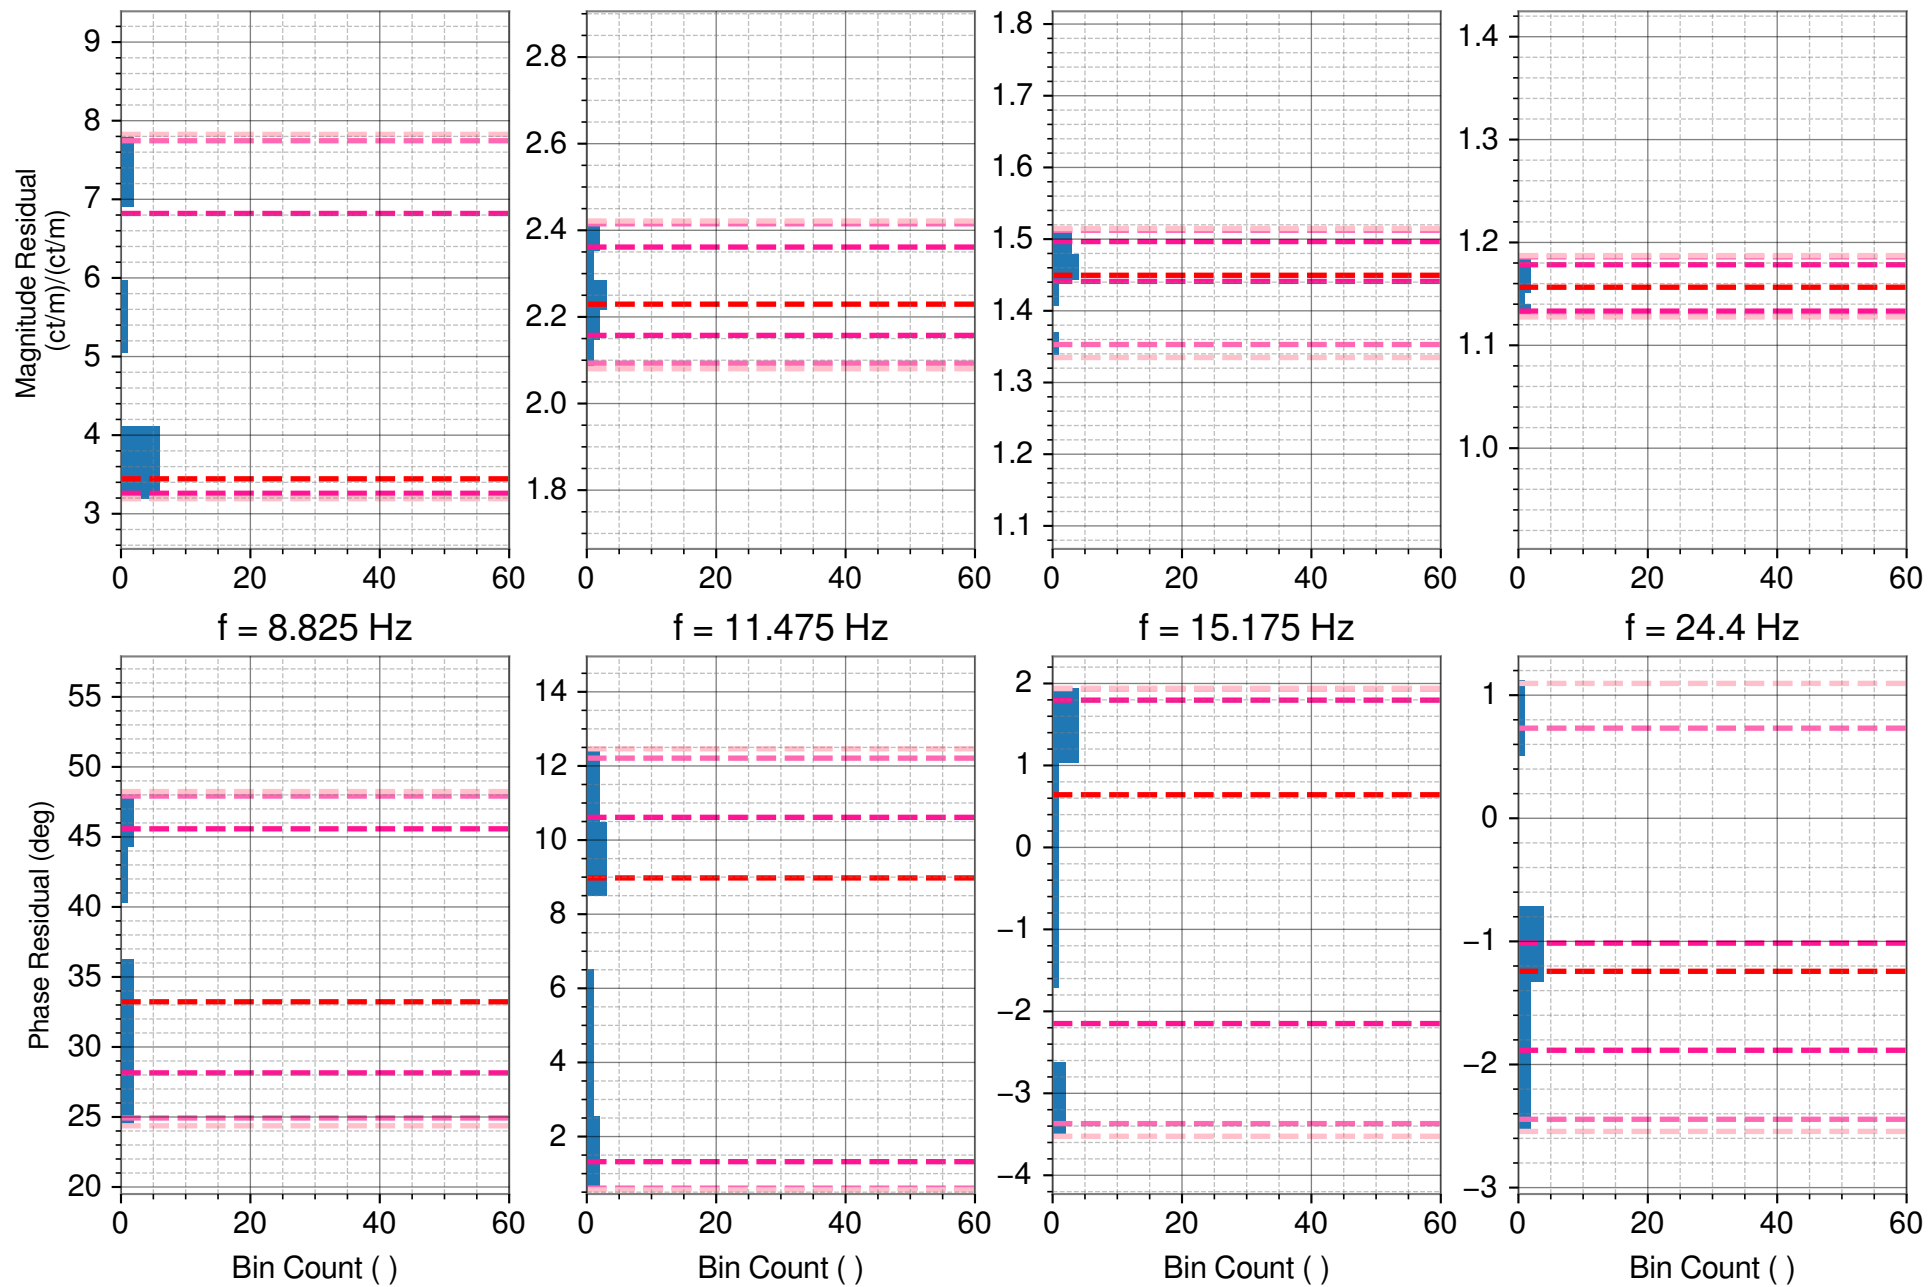 Magnitude Residual
(ct/m)/(ct/m)
9
8
7
6
5
4
3
0 20 40 60
2.8
2.6
2.4
2.2
2.0
1.8
0 20 40 60
1.8
1.7
1.6
1.5
1.4
1.3
1.2
1.1
0 20 40 60
1.4
1.3
1.2
1.1
1.0
0 20 40 60
f = 8.825 Hz
f = 11.475 Hz
f = 15.175 Hz
f = 24.4 Hz
Phase Residual (deg)
55
50
45
40
35
30
25
20
0 20 40 60
Bin Count ( )
14
12
10
8
6
4
2
0 20 40 60
Bin Count ( )
2
1
0
−1
−2
−3
−4
0 20 40 60
Bin Count ( )
1
0
−1
−2
−3
0 20 40 60
Bin Count ( )